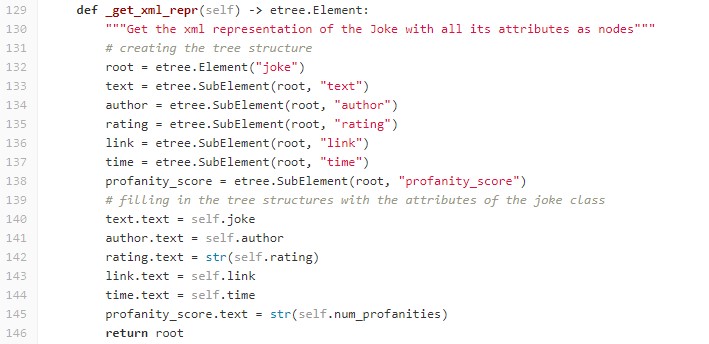 129 def _get_xml_repr(self) -> etree.Element:
130 """Get the xml representation of the Joke with all its attributes as nodes"""
131 # creating the tree structure
132 root = etree.Element("joke")
133 text = etree.SubElement(root, "text")
134 author = etree.SubElement(root, "author")
135 rating = etree.SubElement(root, "rating")
136 link = etree.SubElement(root, "link")
137 time = etree.SubElement(root, "time")
138 profanity_score = etree.SubElement(root, "profanity_score")
139 # filling in the tree structures with the attributes of the joke class
140 text.text = self.joke
141 author.text = self.author
142 rating.text = str(self.rating)
143 link.text = self.link
144 time.text = self.time
145 profanity_score.text = str(self.num_profanities)
146 return root